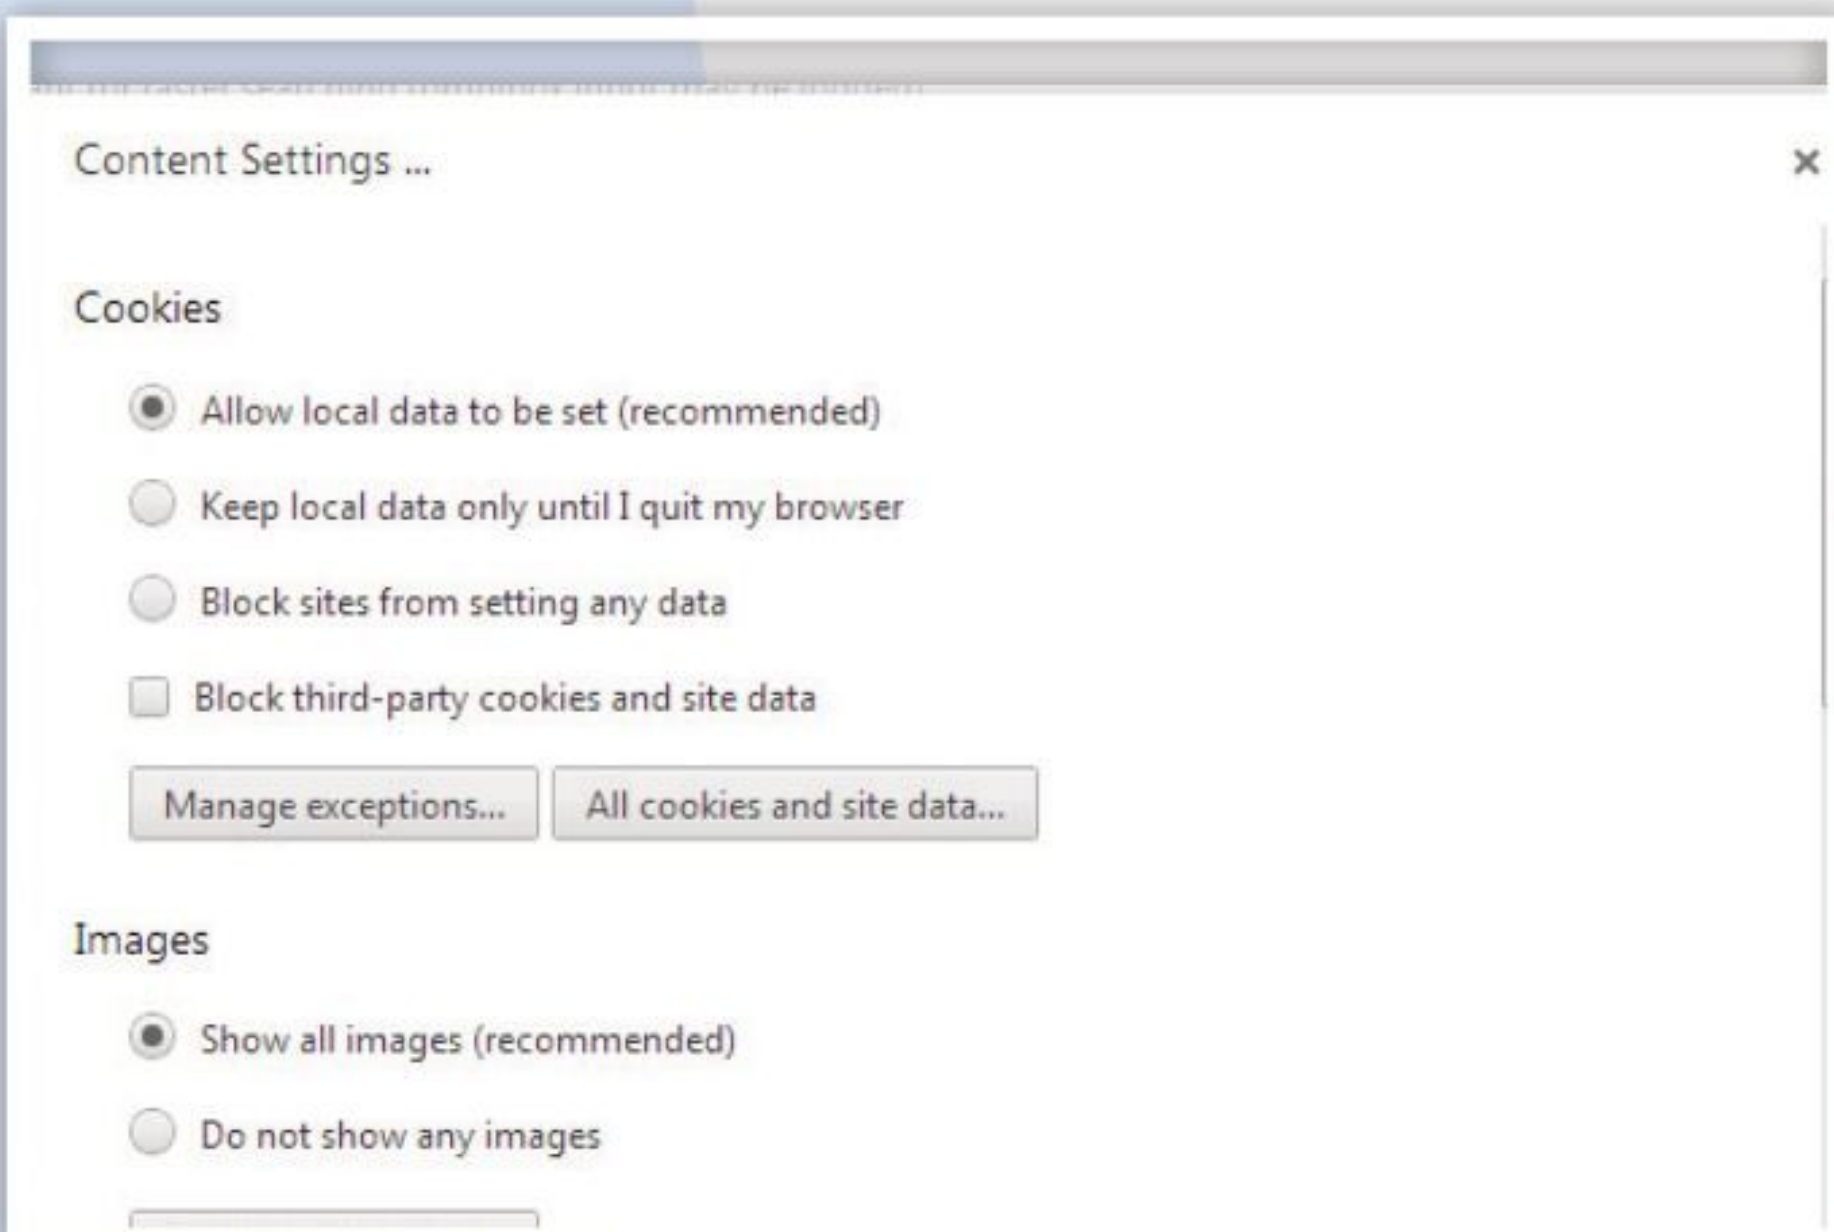 Content Settings ...
Cookies
Allow local data to be set (recommended)
Keep local data only until I quit my browser
Block sites from setting any data
Block third-party cookies and site data
Manage exceptions... All cookies and site data...
Images
Show all images (recommended)
Do not show any images